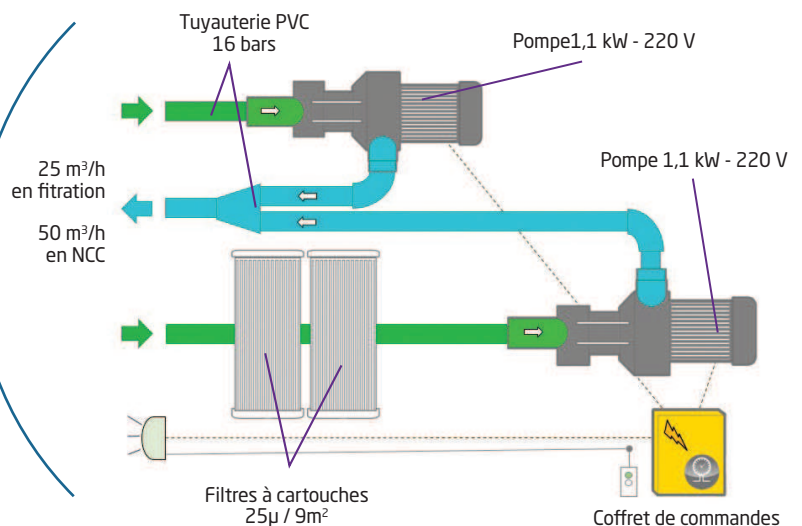 Tuyauterie PVC
16 bars
Pompe1,1 kW - 220 V
25 m³/h
en fitration
50 m³/h
en NCC
Pompe 1,1 kW - 220 V
Filtres à cartouches
25µ / 9m²
Coffret de commandes